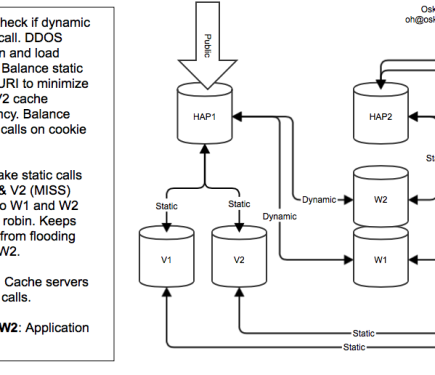 heck if dynamic
call. DDOS
n and load
Balance static
URI to minimize
V2 cache
ncy. Balance
calls on cookie
ake static calls
& V2 (MISS)
o W1 and W2
robin. Keeps
from flooding
W2.
Cache servers
calls.
W2: Application
Public
HAP1
Static
Static
V1
V2
Dynamic
Dynamic
Osk
oh@osk
HAP2
Sta
W2
W1
Static
Static